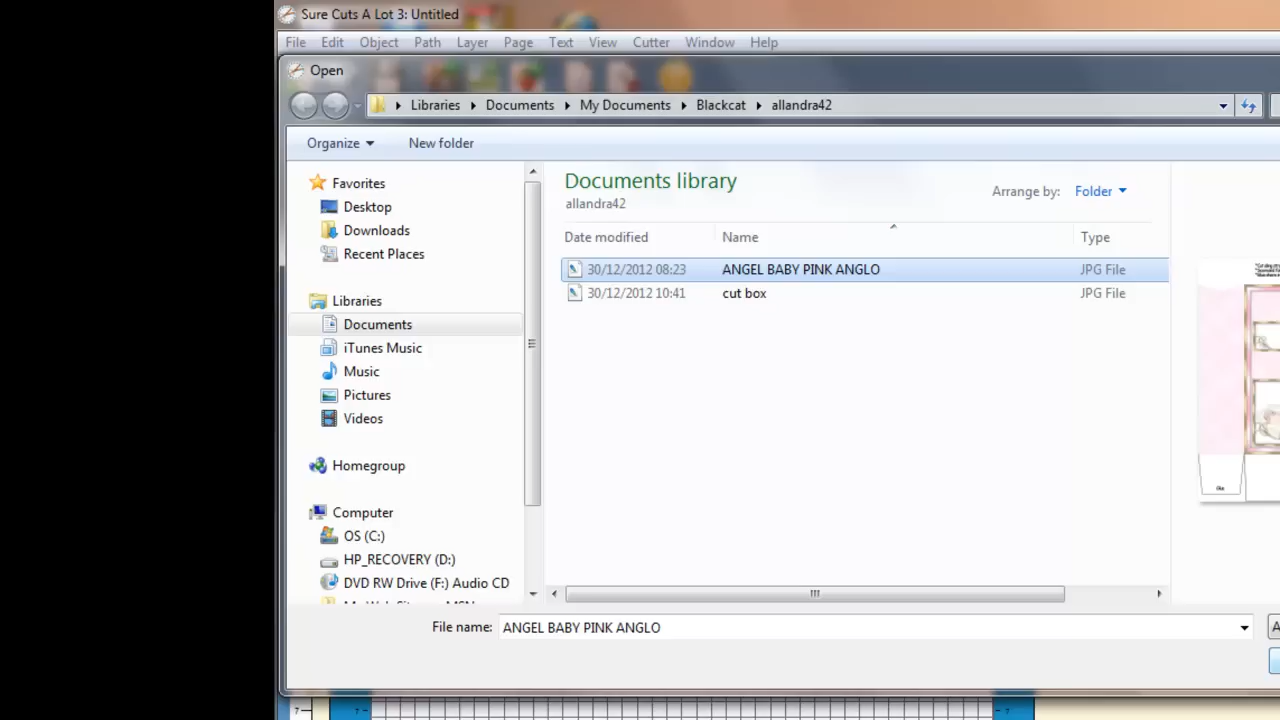 Sure Cuts A Lot 3: Untitled
File Edit Object Path Layer Page Text View Cutter Window Help
Open
Libraries Documents My Documents Blackcat allandra42
Organize New folder
Favorites
Desktop
Downloads
Recent Places
Libraries
Documents
iTunes Music
Music
Pictures
Videos
Homegroup
Computer
OS (C:)
HP_RECOVERY (D:)
DVD RW Drive (F:) Audio CD
Documents library
allandra42
Arrange by: Folder
Date modified Name Type
30/12/2012 08:23 ANGEL BABY PINK ANGLO JPG File
30/12/2012 10:41 cut box JPG File
File name: ANGEL BABY PINK ANGLO
7 7 7